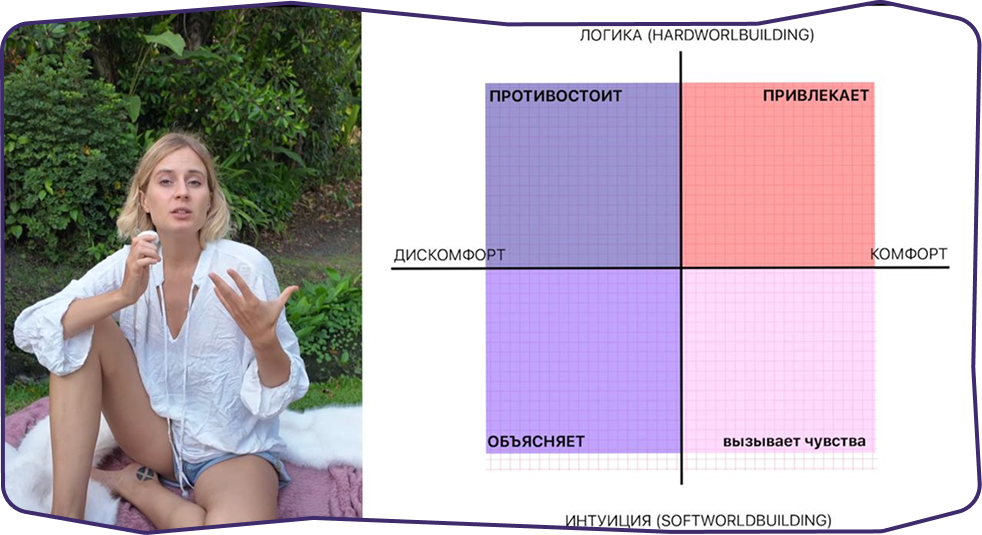 ЛОГИКА (HARDWORLBUILDING)
ПРОТИВОСТОИТ
ПРИВЛЕКАЕТ
ДИСКОМФОРТ
КОМФОРТ
ОБЪЯСНЯЕТ
вызывает чувства
ИНТУИЦИЯ (SOFTWORLDBUILDING)